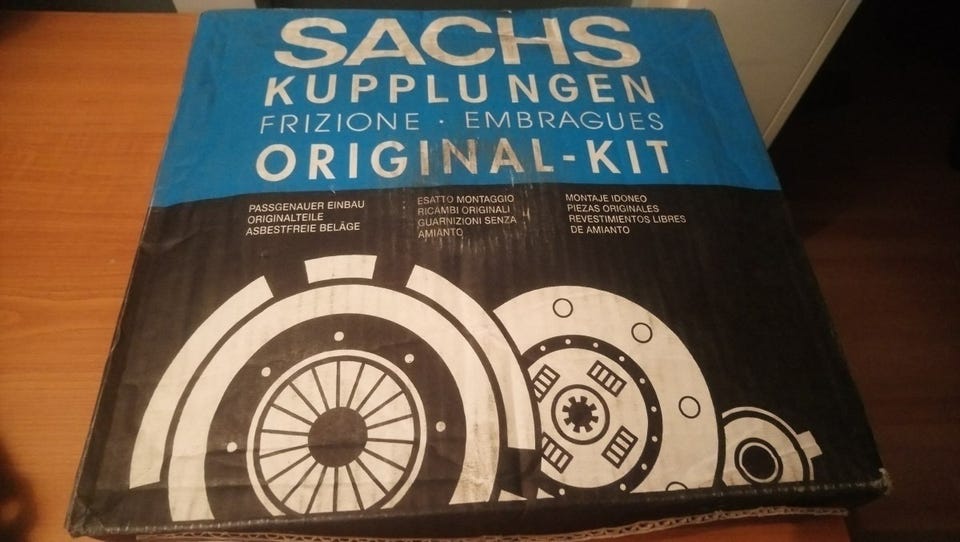 SACHS
KUPPLUNGEN
FRIZIONE · EMBRAGUES
ORIGINAL-KIT
PASSGENAUER EINBAU
ORIGINALTEILE
ASBESTFREIE BELÄGE
ESATTO MONTAGGIO
RICAMBI ORIGINALI
GUARNIZIONI SENZA
AMIANTO
MONTAJE IDONEO
PIEZAS ORIGINALES
REVESTIMIENTOS LIBRES
DE AMIANTO